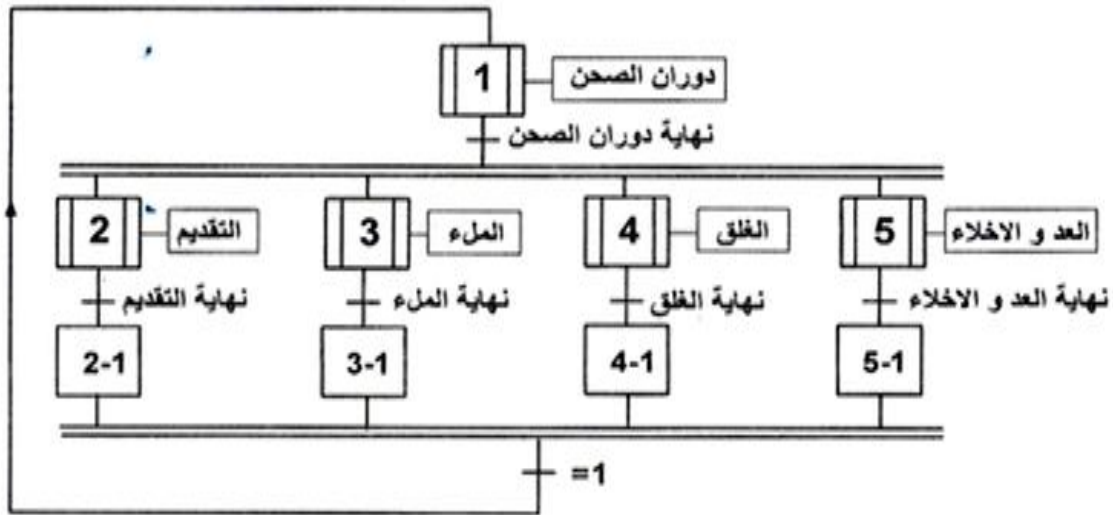 1 دوران الصحن
نهاية دوران الصحن
2 التقديم 3 الملء 4 الغلق 5 العد و الاخلاء
نهاية التقديم نهاية الملء نهاية الغلق نهاية العد و الاخلاء
2-1 3-1 4-1 5-1
=1